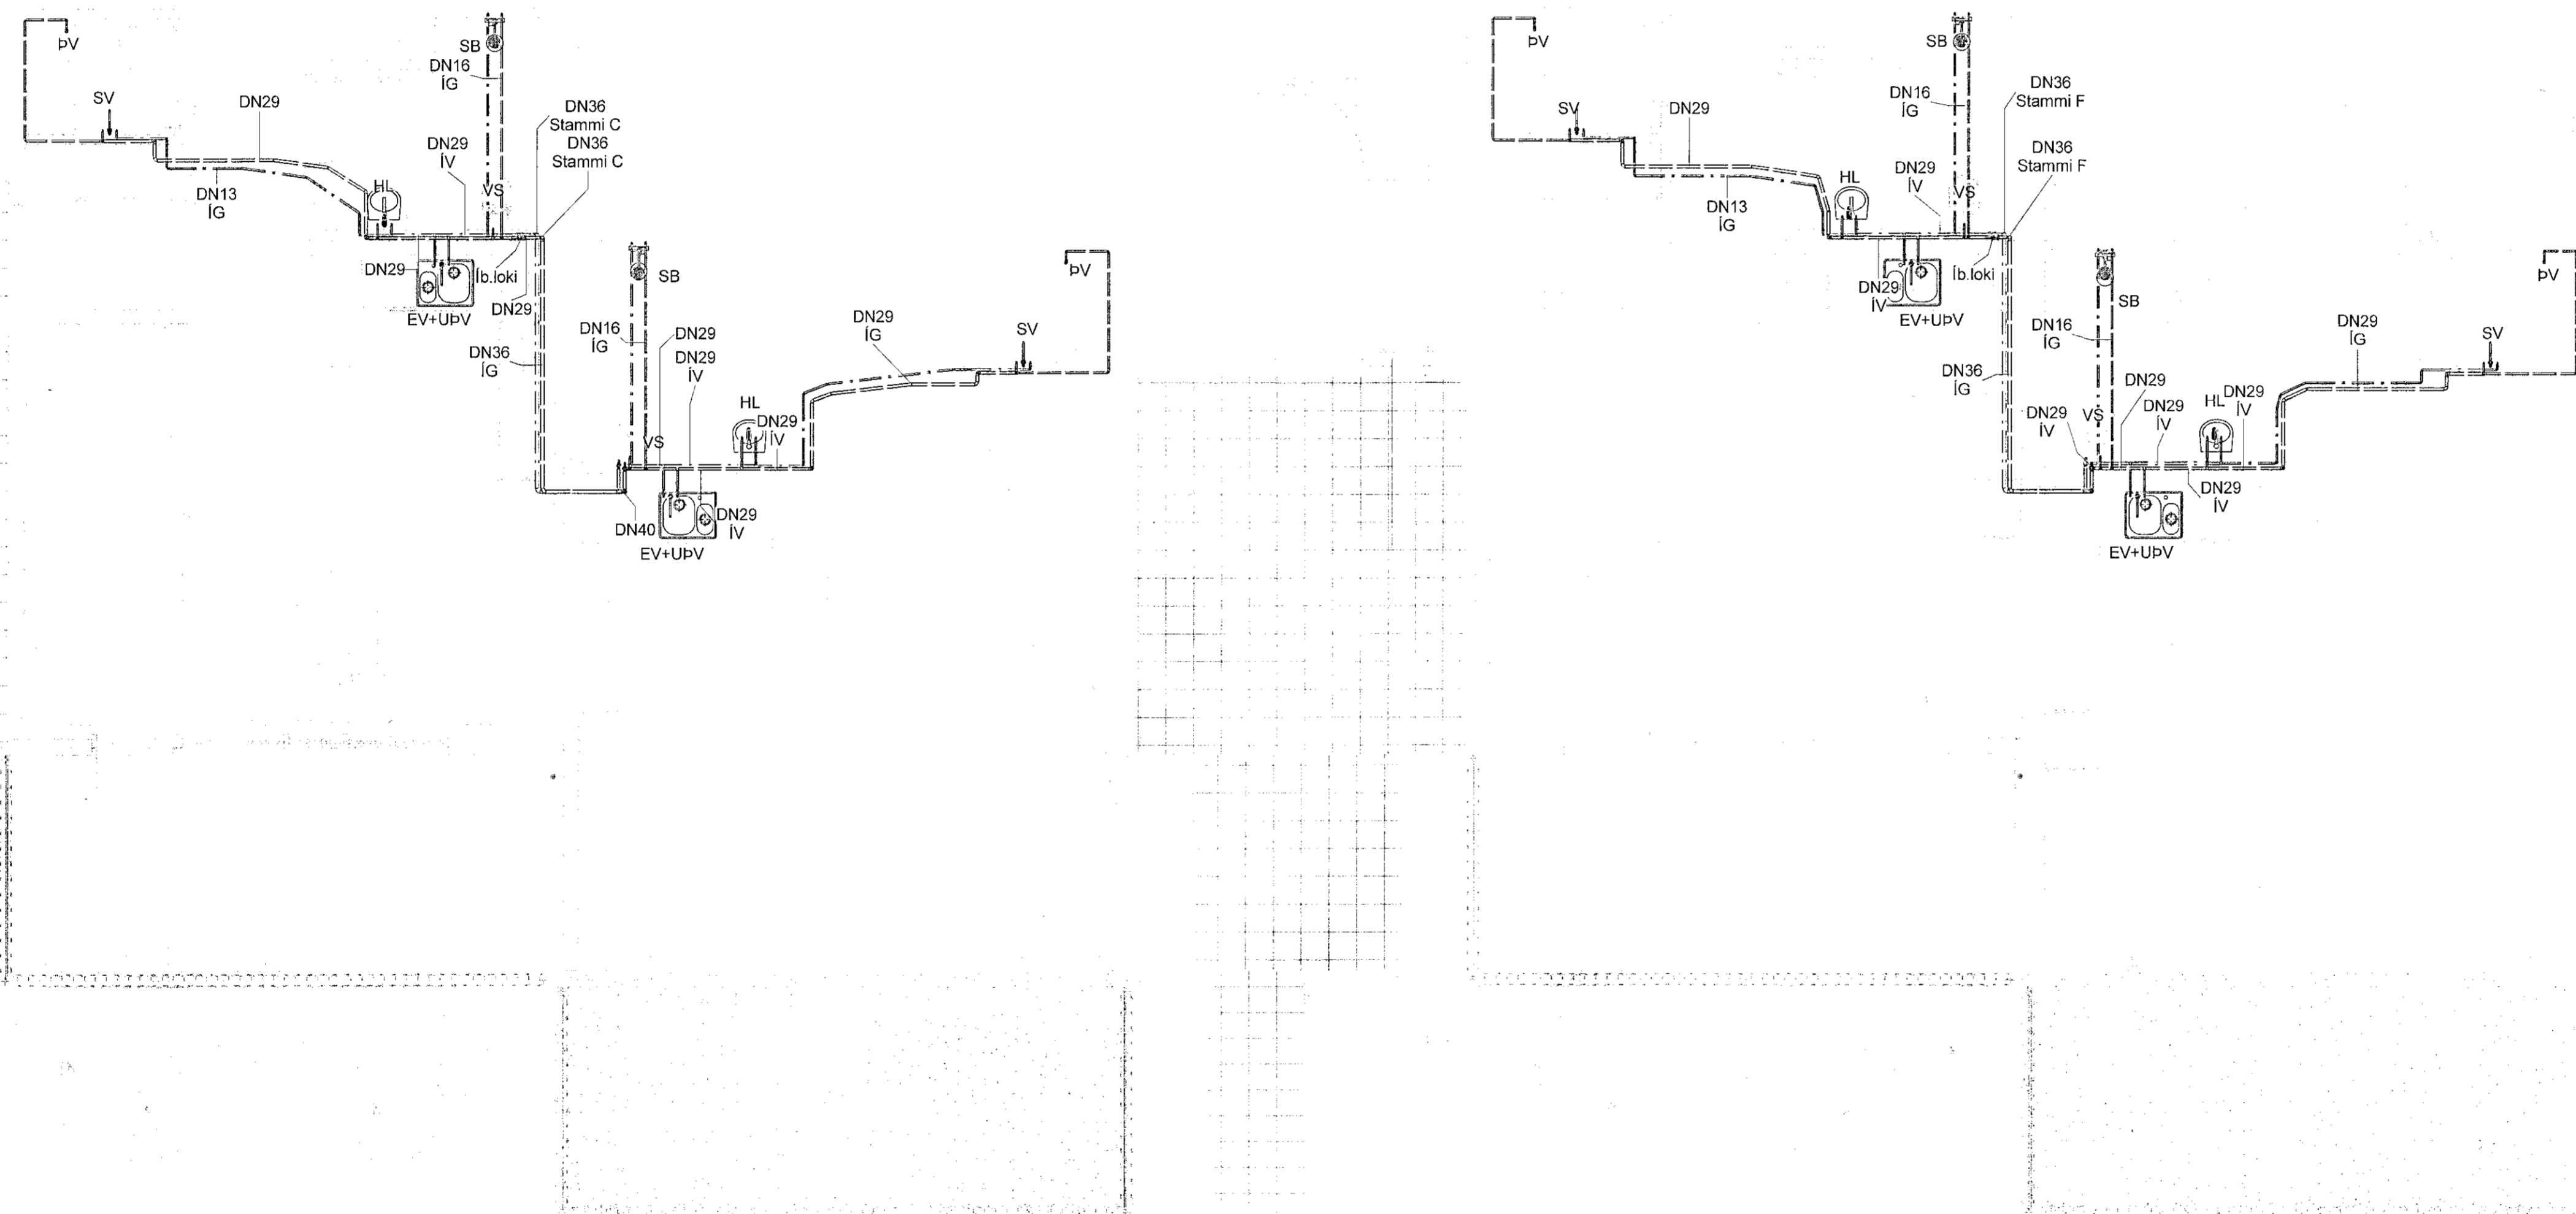 ÞV
SB
DN16
ÍG
SV
DN29
DN36
Stammi C
DN36
Stammi C
DN29
ÍV
HL
VS
DN13
ÍG
DN29
Íb.loki
DN29
EV+UÞV
SB
DN16
ÍG
DN29
DN36
ÍG
DN29
ÍV
DN29
ÍG
SV
ÞV
HL
DN29
ÍV
VS
DN40
DN29
ÍV
EV+UÞV
ÞV
SB
DN16
ÍG
SV
DN29
DN36
Stammi F
DN36
Stammi F
HL
DN29
ÍV
VS
DN13
ÍG
Íb.loki
DN29
ÍV
EV+UÞV
SB
DN16
ÍG
DN36
ÍG
DN29
ÍG
SV
ÞV
DN29
DN29
ÍV
VS
DN29
ÍV
HL
DN29
ÍV
DN29
ÍV
EV+UÞV